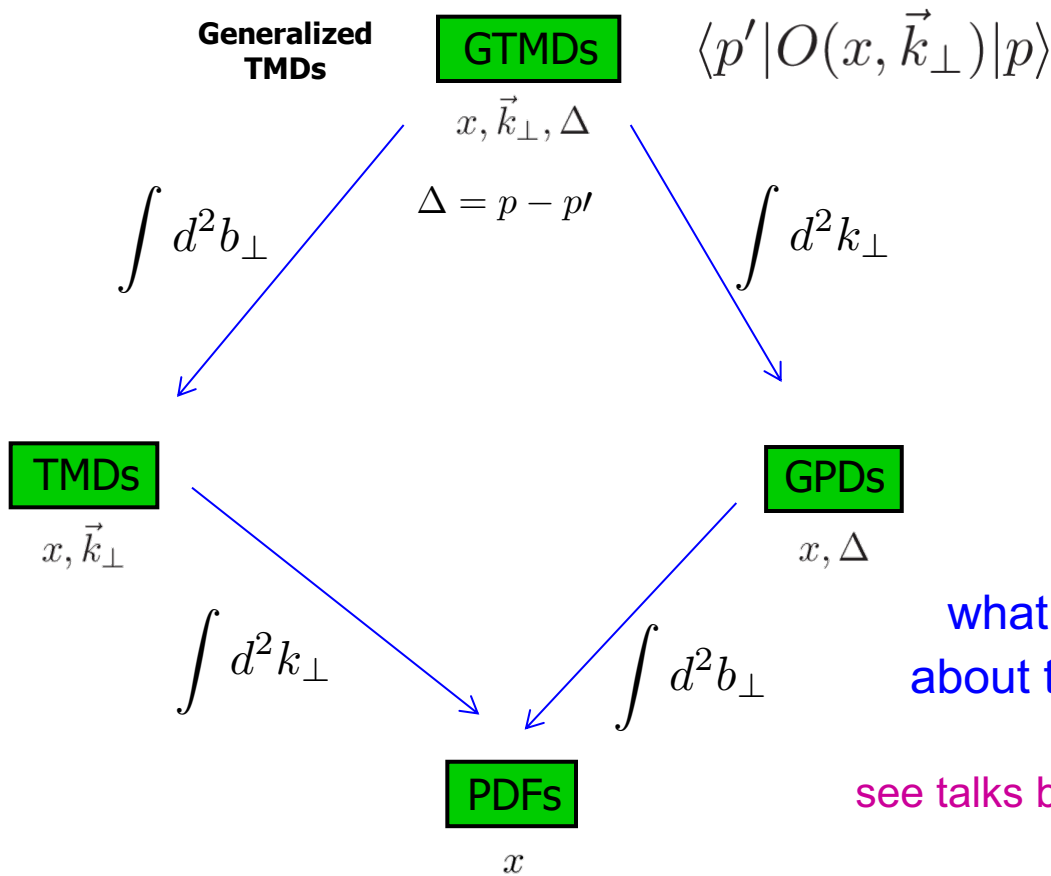 Generalized
TMDs
GTMDs
⟨p′|O(x, k⃗⊥)|p⟩
x, k⃗⊥, Δ
Δ = p − p′
∫ d²b⊥
∫ d²k⊥
TMDs
GPDs
x, k⃗⊥
x, Δ
what
about t
∫ d²k⊥
∫ d²b⊥
PDFs
see talks b
x